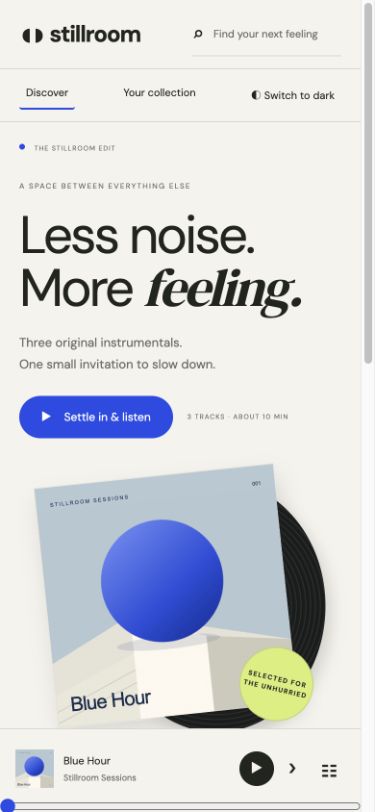 stillroom
Find your next feeling
Discover
Your collection
Switch to dark
THE STILLROOM EDIT
A SPACE BETWEEN EVERYTHING ELSE
Less noise.
More feeling.
Three original instrumentals.
One small invitation to slow down.
Settle in & listen
3 TRACKS · ABOUT 10 MIN
STILLROOM SESSIONS
001
Blue Hour
SELECTED FOR
THE UNHURRIED
Blue Hour
Stillroom Sessions